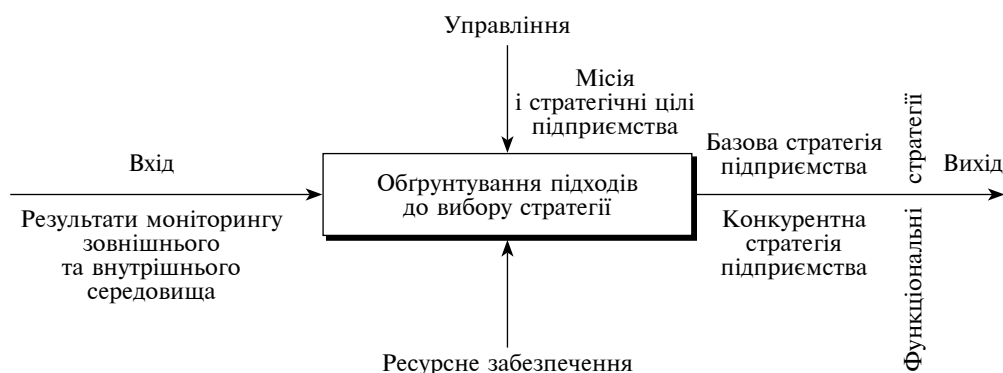 Управління
Місія
і стратегічні цілі
підприємства
Вхід
Результати моніторингу
зовнішнього
та внутрішнього
середовища
Обґрунтування підходів
до вибору стратегії
Базова стратегія
підприємства
Конкурентна
стратегія
підприємства
Функціональні стратегії
Вихід
Ресурсне забезпечення